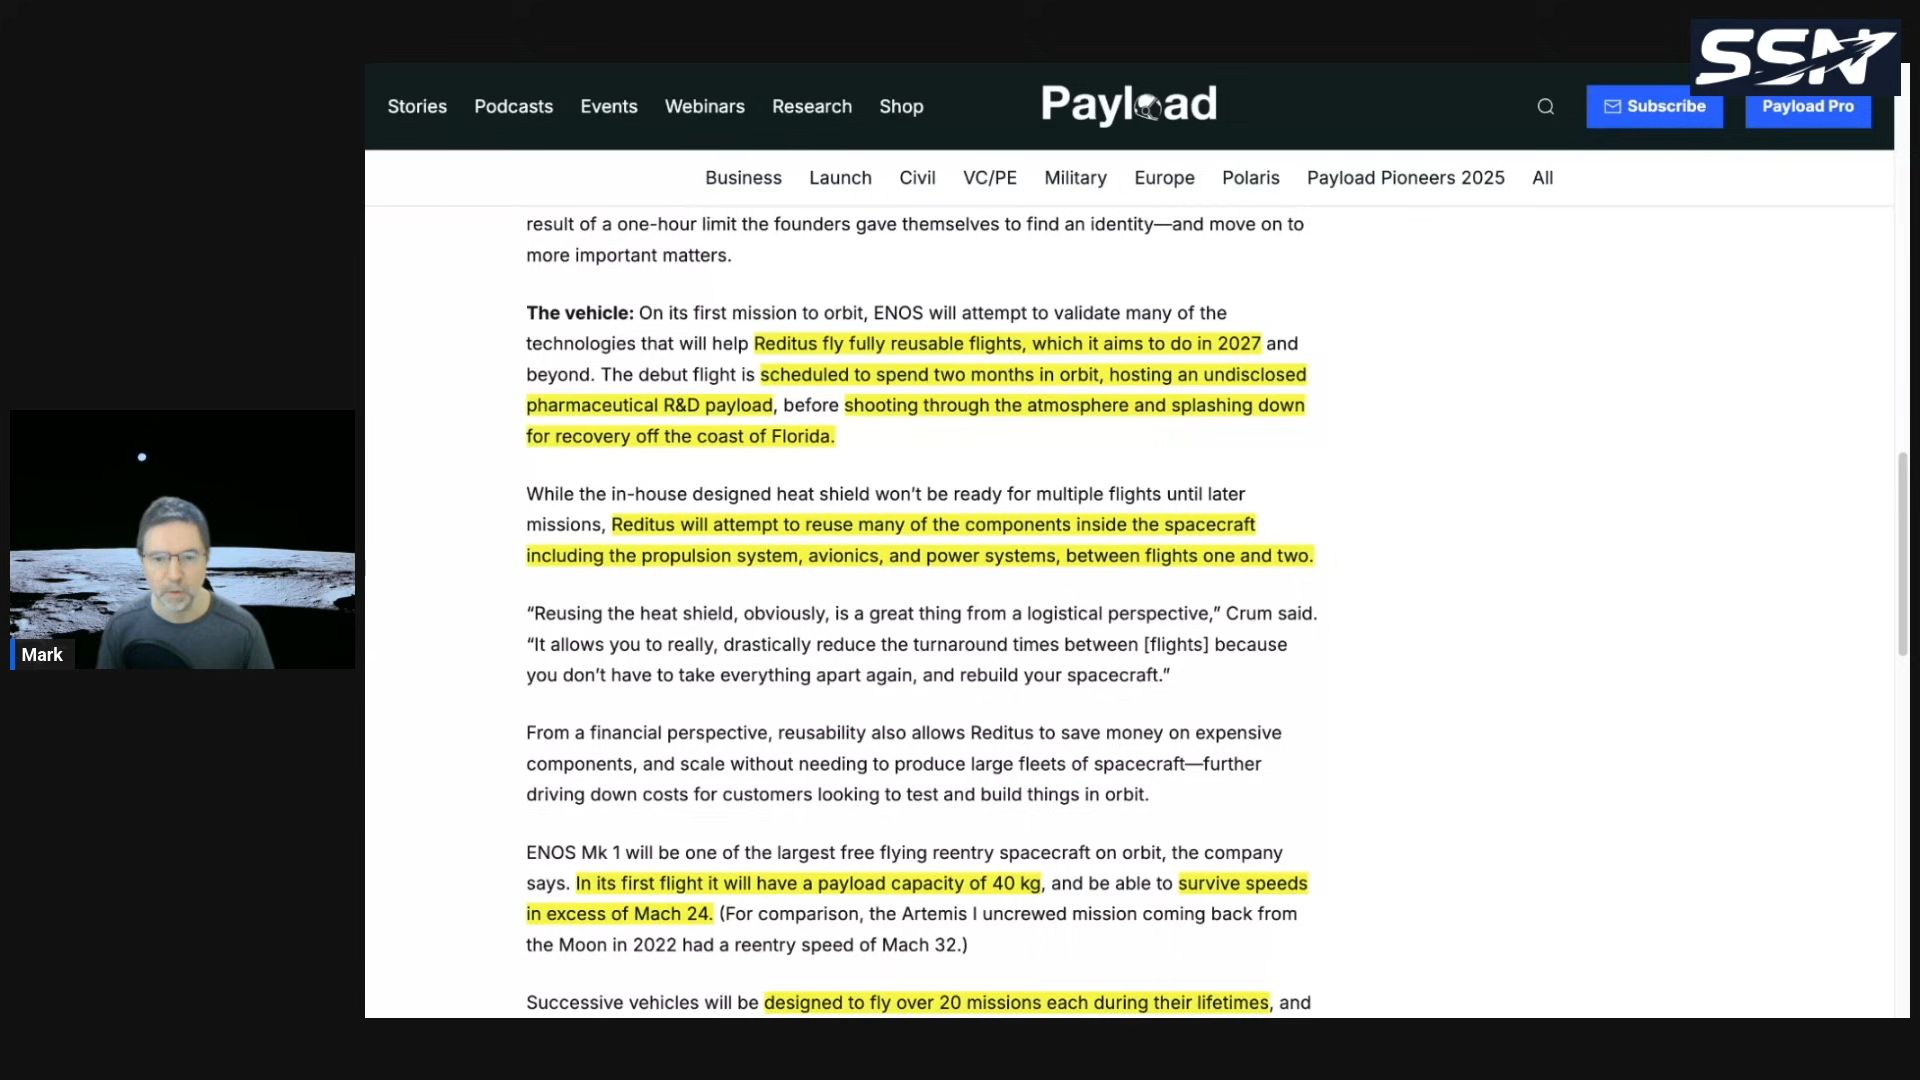 SSN
Stories Podcasts Events Webinars Research Shop Payload Subscribe Payload Pro
Business Launch Civil VC/PE Military Europe Polaris Payload Pioneers 2025 All
result of a one-hour limit the founders gave themselves to find an identity—and move on to
more important matters.
The vehicle: On its first mission to orbit, ENOS will attempt to validate many of the
technologies that will help Reditus fly fully reusable flights, which it aims to do in 2027 and
beyond. The debut flight is scheduled to spend two months in orbit, hosting an undisclosed
pharmaceutical R&D payload, before shooting through the atmosphere and splashing down
for recovery off the coast of Florida.
While the in-house designed heat shield won’t be ready for multiple flights until later
missions, Reditus will attempt to reuse many of the components inside the spacecraft
including the propulsion system, avionics, and power systems, between flights one and two.
“Reusing the heat shield, obviously, is a great thing from a logistical perspective,” Crum said.
“It allows you to really, drastically reduce the turnaround times between [flights] because
you don’t have to take everything apart again, and rebuild your spacecraft.”
From a financial perspective, reusability also allows Reditus to save money on expensive
components, and scale without needing to produce large fleets of spacecraft—further
driving down costs for customers looking to test and build things in orbit.
ENOS Mk 1 will be one of the largest free flying reentry spacecraft on orbit, the company
says. In its first flight it will have a payload capacity of 40 kg, and be able to survive speeds
in excess of Mach 24. (For comparison, the Artemis I uncrewed mission coming back from
the Moon in 2022 had a reentry speed of Mach 32.)
Successive vehicles will be designed to fly over 20 missions each during their lifetimes, and
Mark